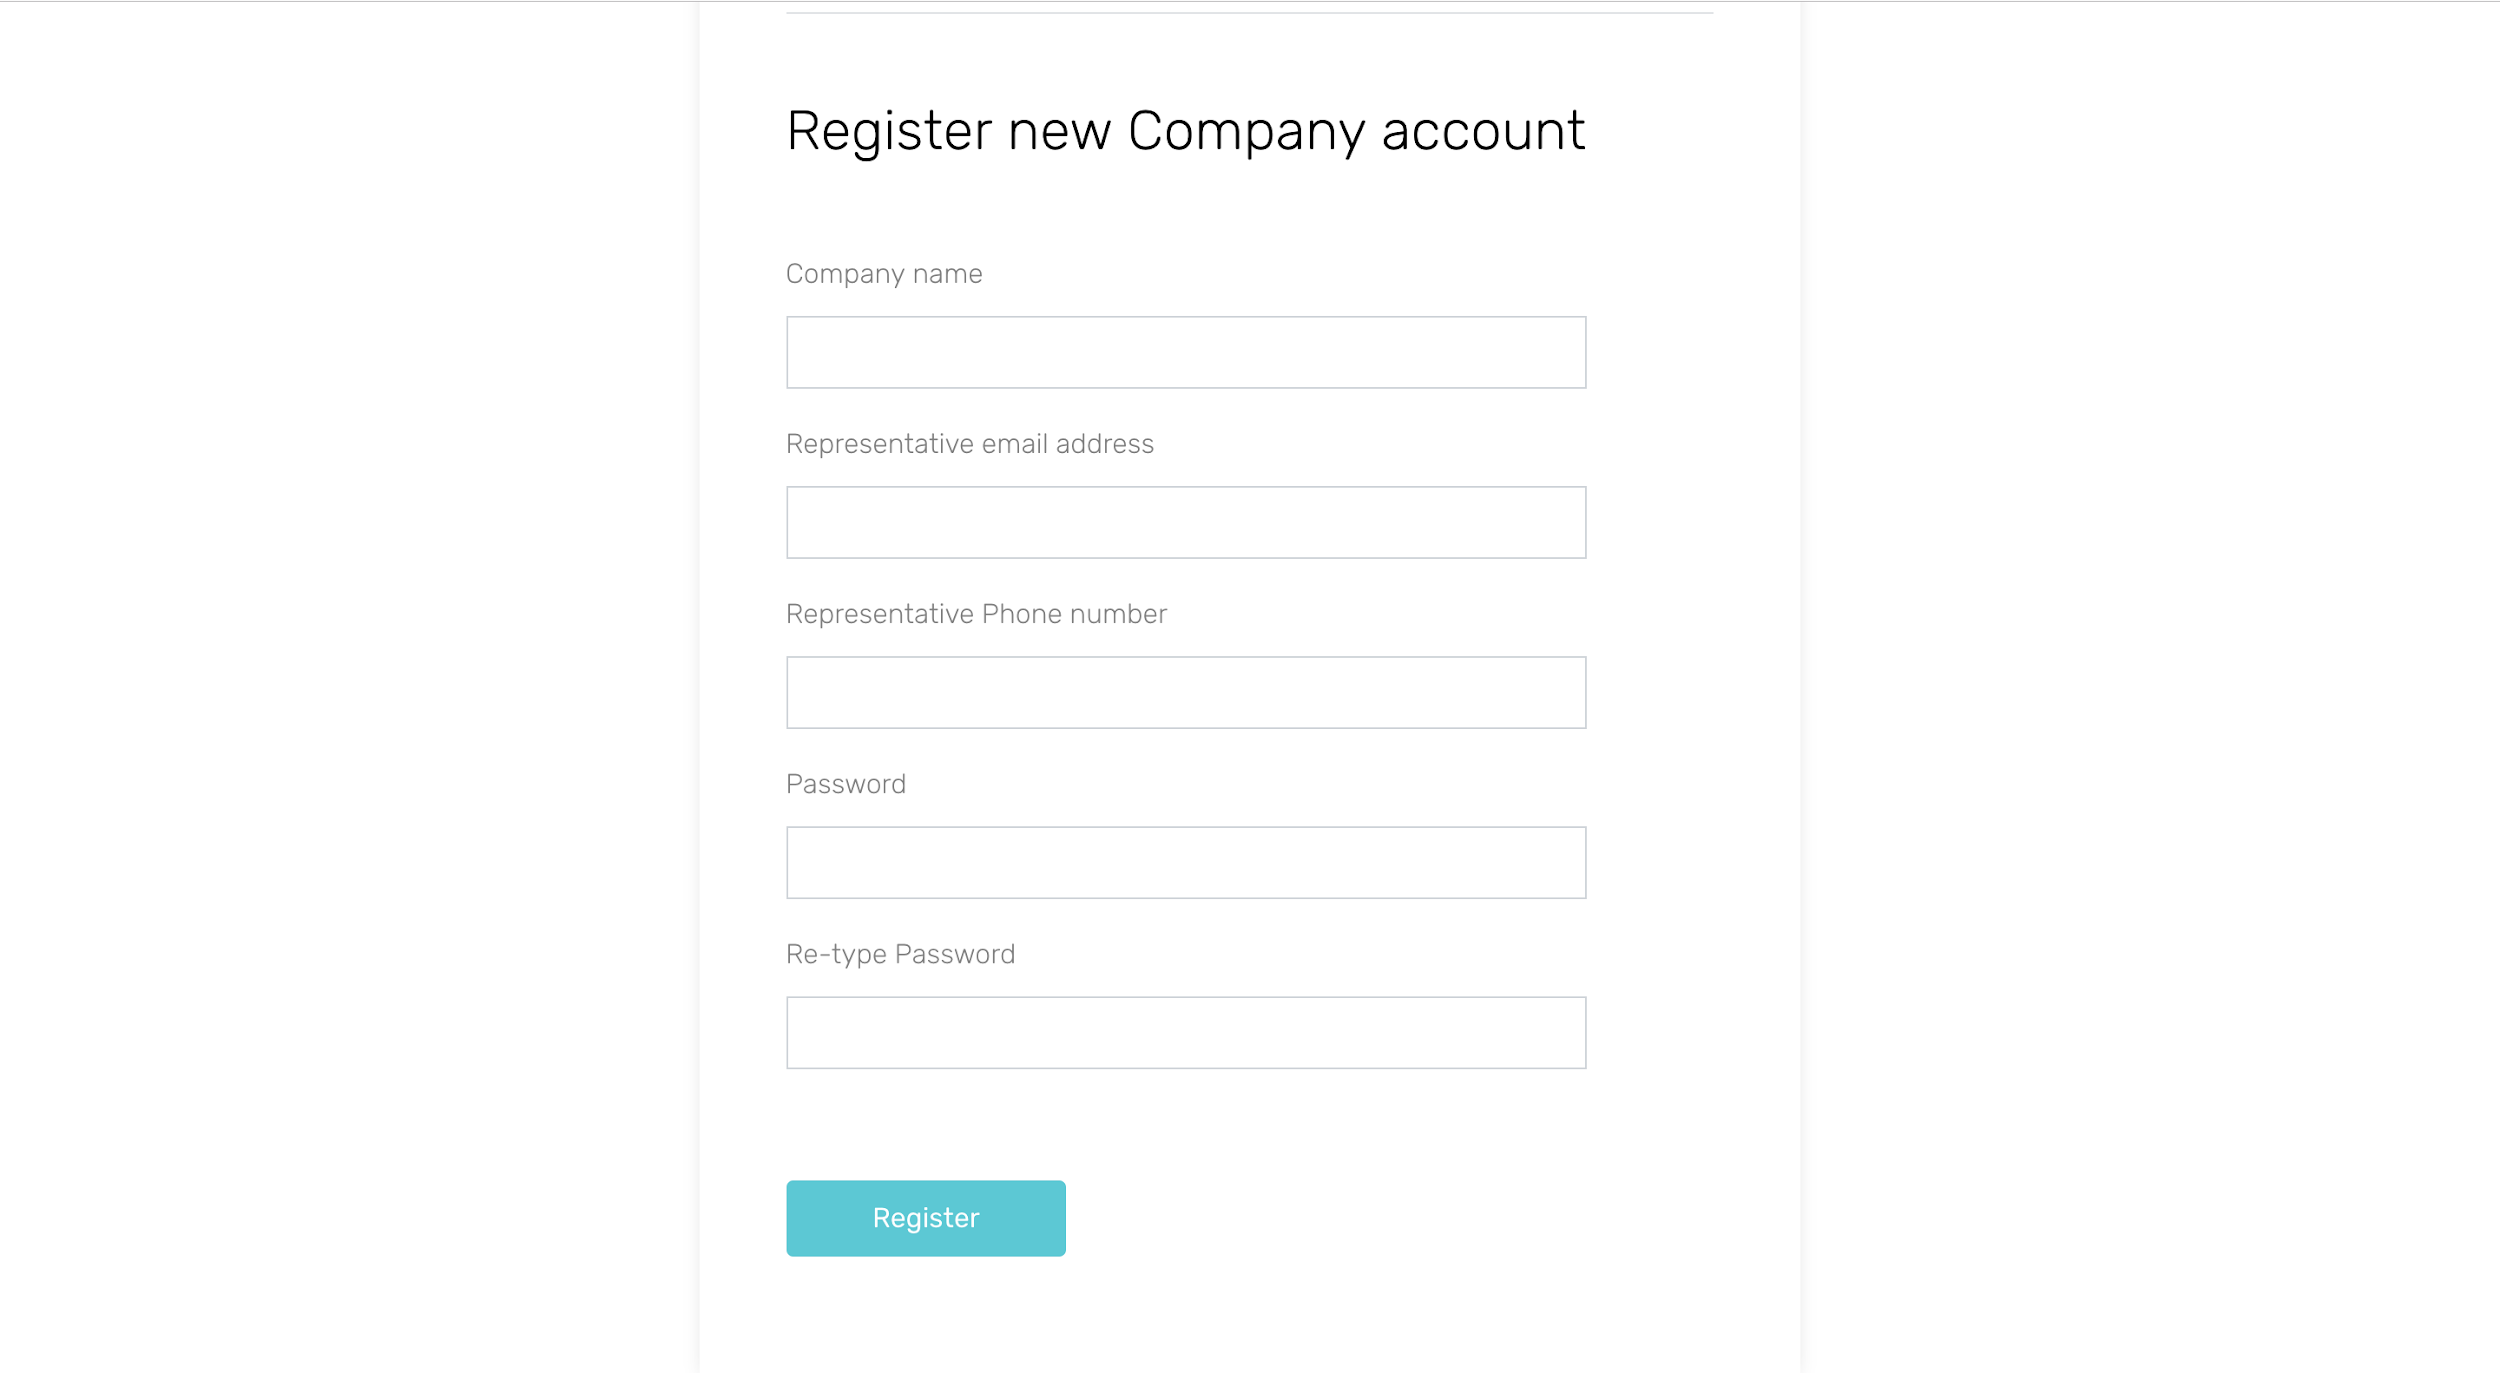 Register new Company account
Company name
Representative email address
Representative Phone number
Password
Re-type Password
Register